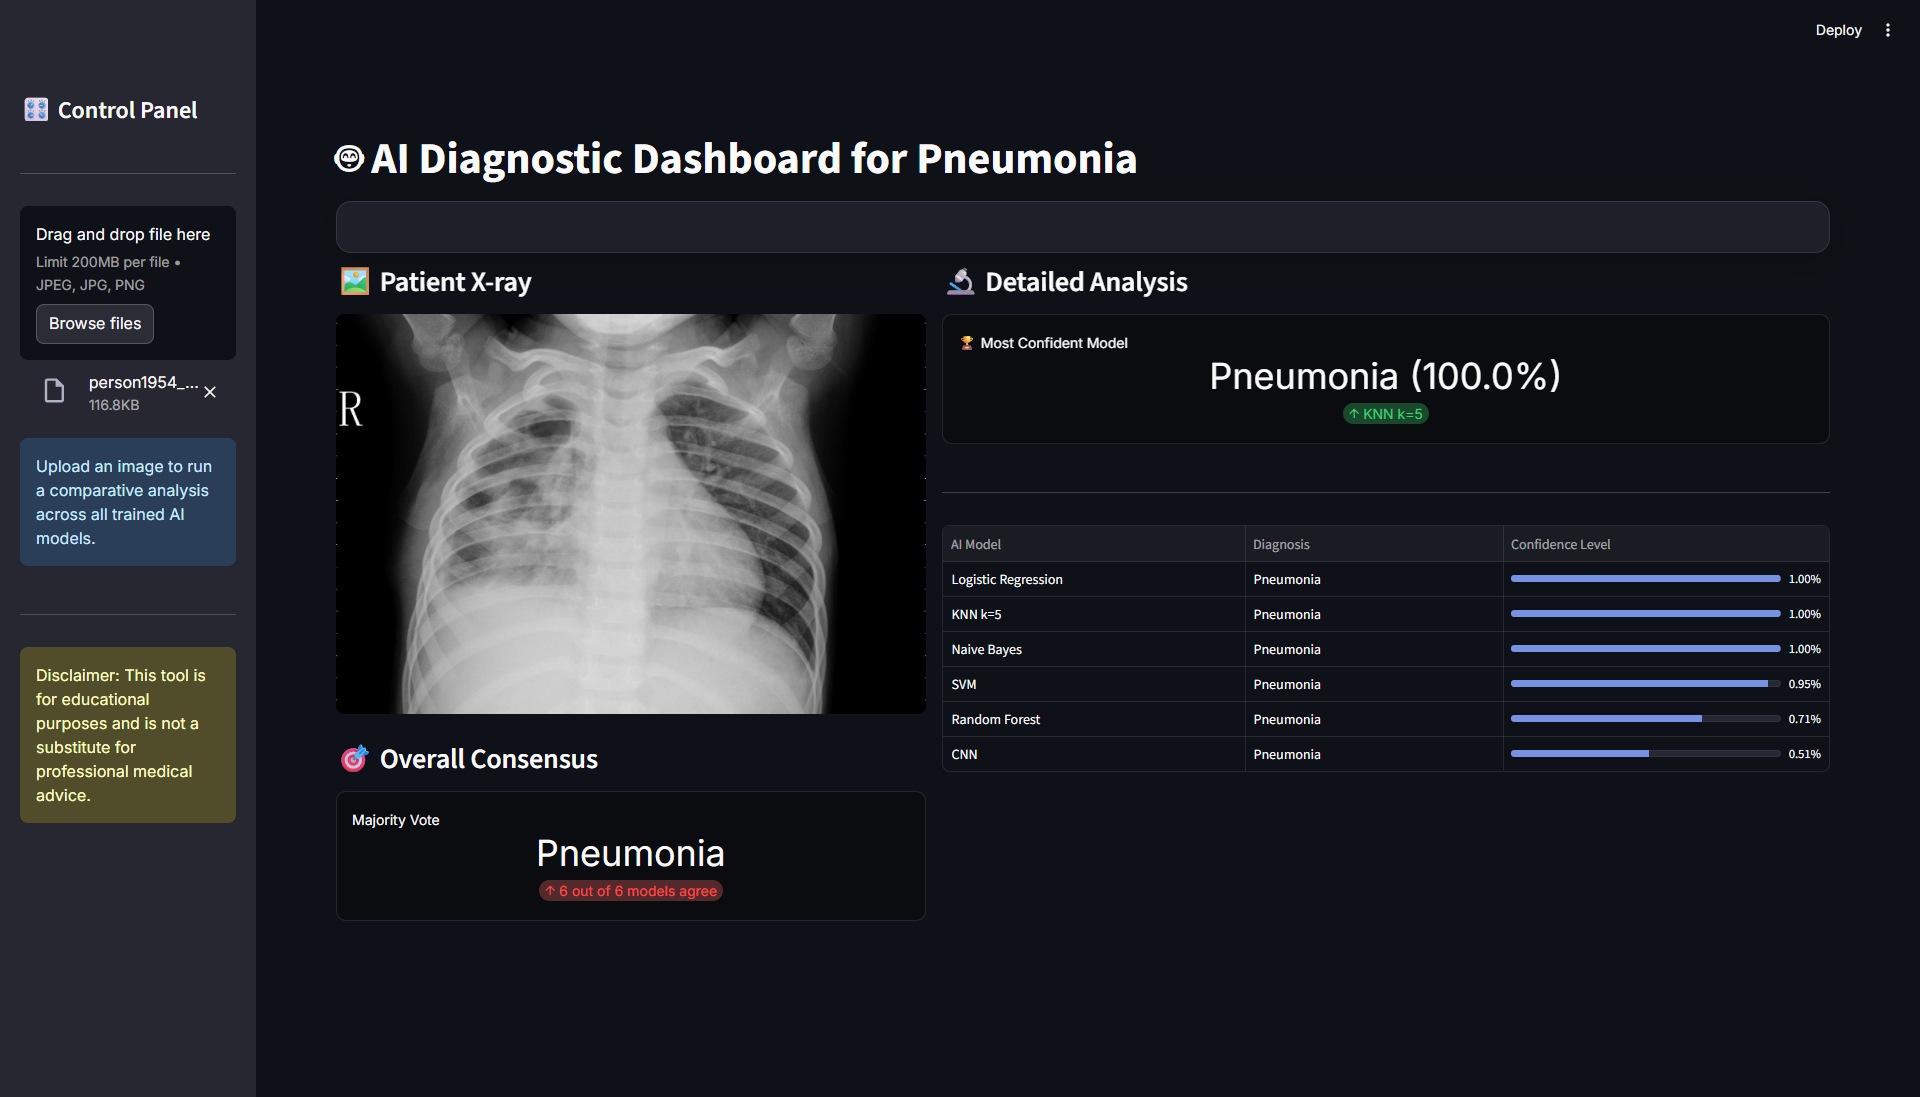 Deploy
Control Panel
Drag and drop file here
Limit 200MB per file •
JPEG, JPG, PNG
Browse files
person1954_...
116.8KB
Upload an image to run
a comparative analysis
across all trained AI
models.
Disclaimer: This tool is
for educational
purposes and is not a
substitute for
professional medical
advice.
AI Diagnostic Dashboard for Pneumonia
Patient X-ray
R
Overall Consensus
Majority Vote
Pneumonia
↑ 6 out of 6 models agree
Detailed Analysis
Most Confident Model
Pneumonia (100.0%)
↑ KNN k=5
AI Model Diagnosis Confidence Level
Logistic Regression Pneumonia 1.00%
KNN k=5 Pneumonia 1.00%
Naive Bayes Pneumonia 1.00%
SVM Pneumonia 0.95%
Random Forest Pneumonia 0.71%
CNN Pneumonia 0.51%